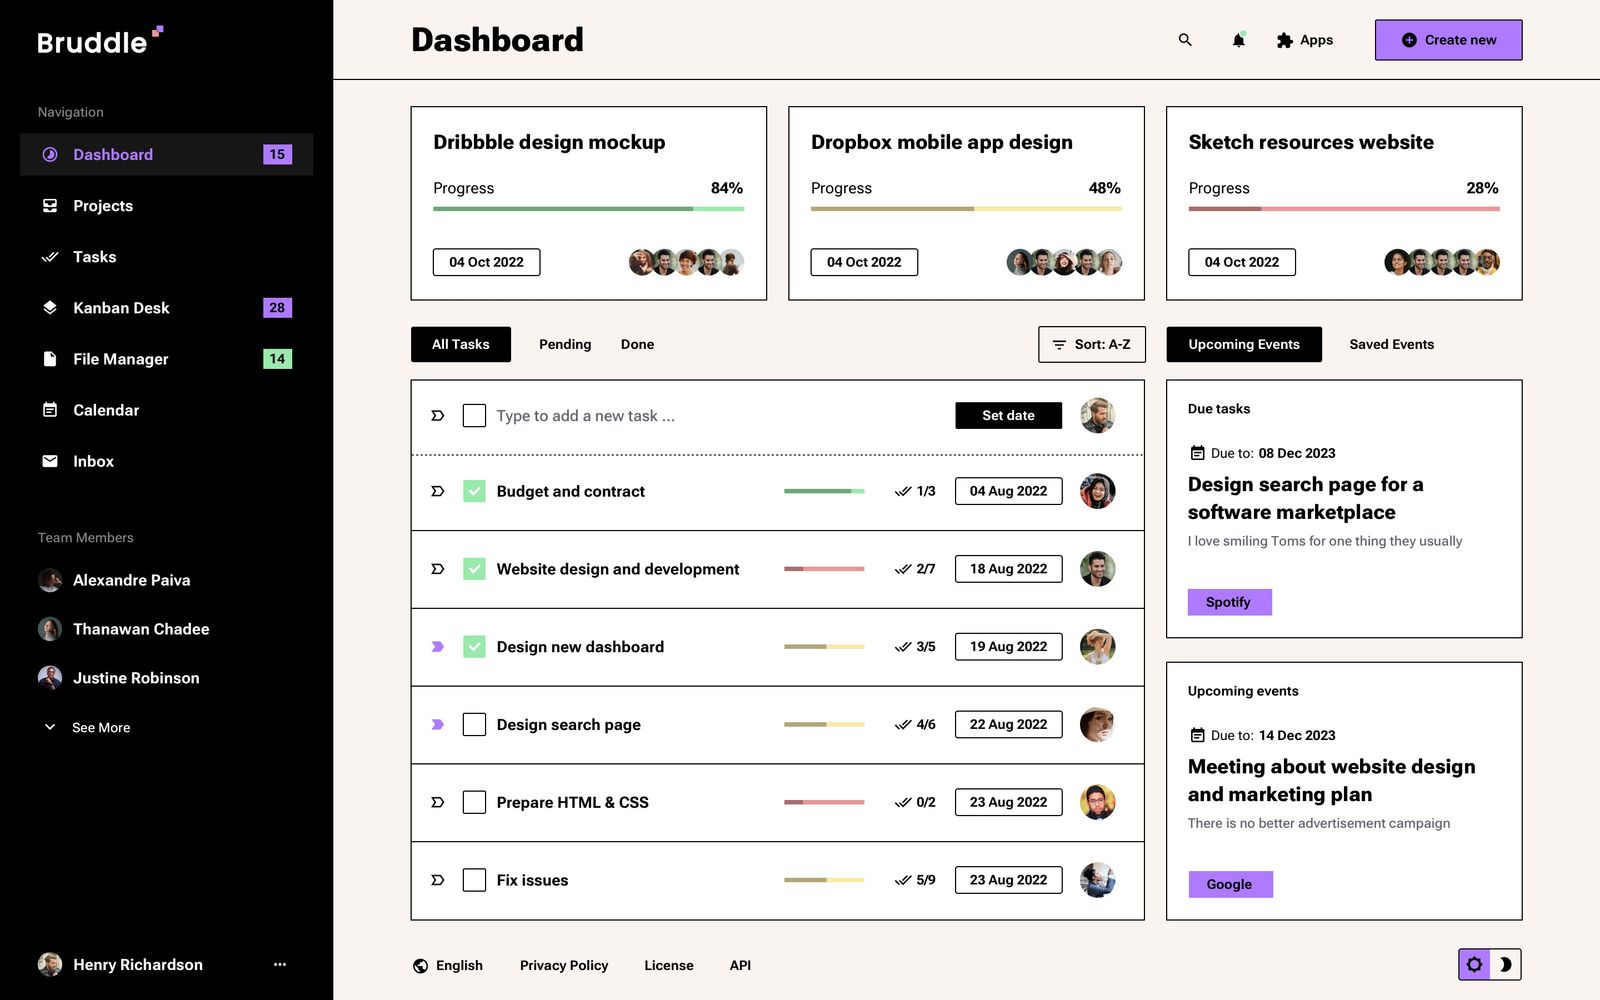 Bruddle
Navigation
Dashboard 15
Projects
Tasks
Kanban Desk 28
File Manager 14
Calendar
Inbox
Team Members
Alexandre Paiva
Thanawan Chadee
Justine Robinson
See More
Henry Richardson
Dashboard
Apps
Create new
Dribbble design mockup
Progress 84%
04 Oct 2022
Dropbox mobile app design
Progress 48%
04 Oct 2022
Sketch resources website
Progress 28%
04 Oct 2022
All Tasks Pending Done Sort: A-Z
Type to add a new task ... Set date
Budget and contract 1/3 04 Aug 2022
Website design and development 2/7 18 Aug 2022
Design new dashboard 3/5 19 Aug 2022
Design search page 4/6 22 Aug 2022
Prepare HTML & CSS 0/2 23 Aug 2022
Fix issues 5/9 23 Aug 2022
Upcoming Events Saved Events
Due tasks
Due to: 08 Dec 2023
Design search page for a
software marketplace
I love smiling Toms for one thing they usually
Spotify
Upcoming events
Due to: 14 Dec 2023
Meeting about website design
and marketing plan
There is no better advertisement campaign
Google
English Privacy Policy License API